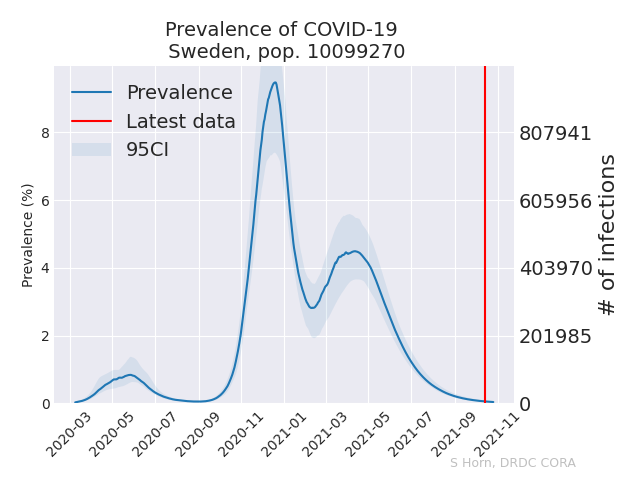 Prevalence of COVID-19
Sweden, pop. 10099270
Prevalence
Latest data
95CI
Prevalence (%)
8
6
4
2
0
807941
605956
403970
201985
0
# of infections
2020-03
2020-05
2020-07
2020-09
2020-11
2021-01
2021-03
2021-05
2021-07
2021-09
2021-11
S Horn, DRDC CORA